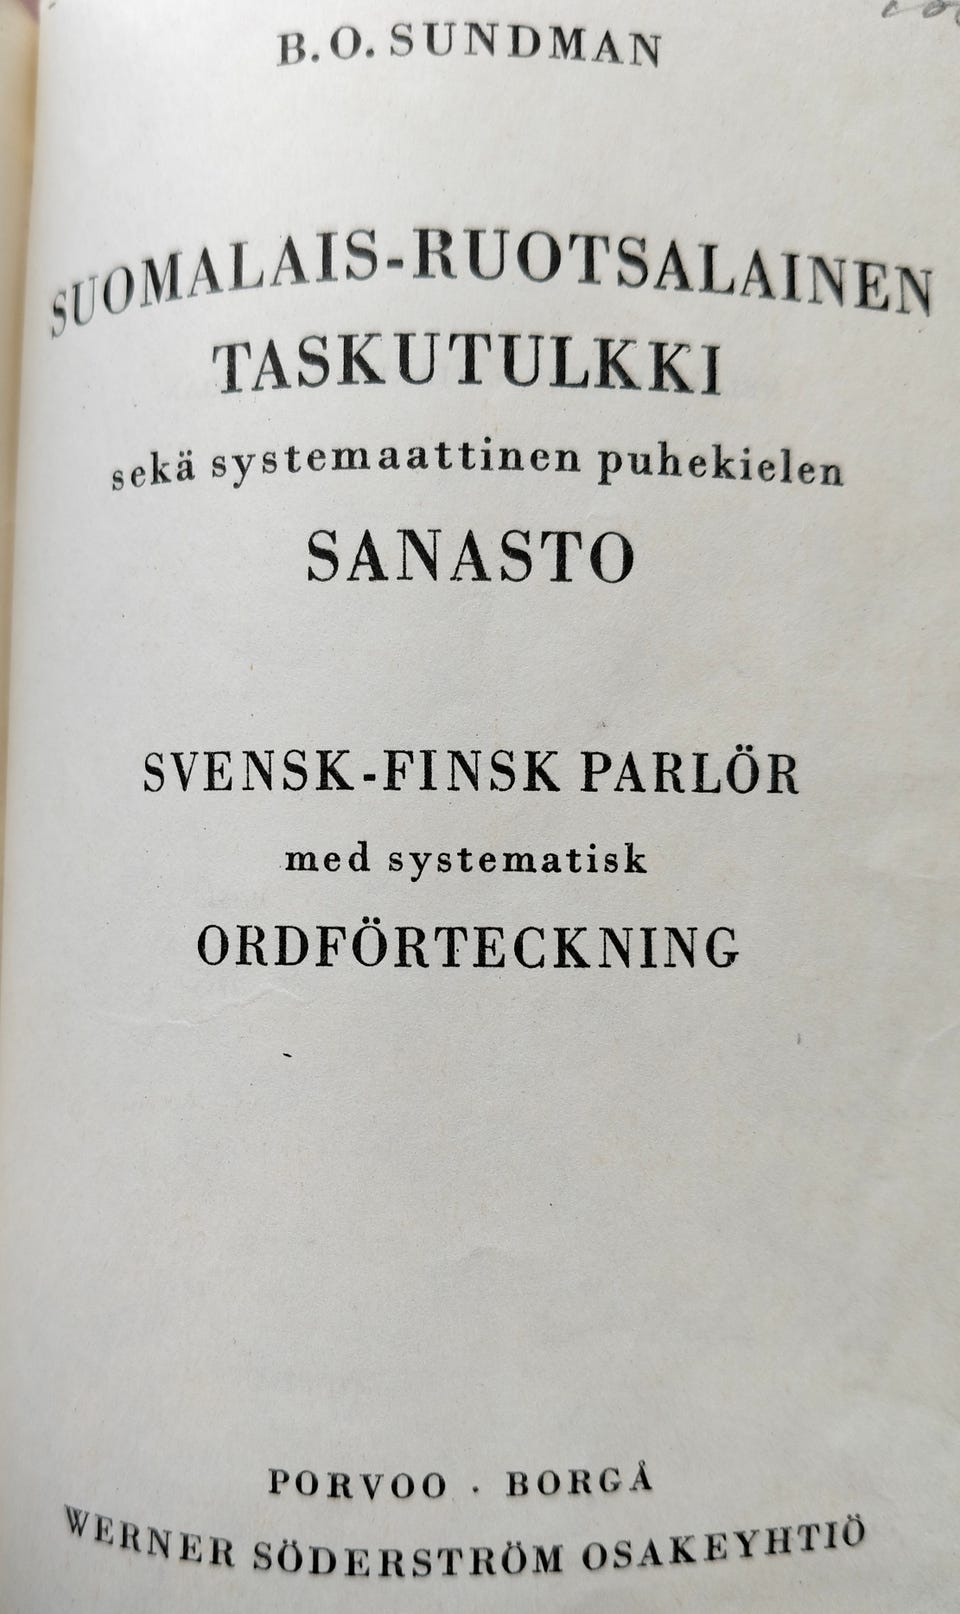 B. O. SUNDMAN
SUOMALAIS-RUOTSALAINEN
TASKUTULKKI
sekä systemaattinen puhekielen
SANASTO
SVENSK-FINSK PARLÖR
med systematisk
ORDFÖRTECKNING
PORVOO · BORGÅ
WERNER SÖDERSTRÖM OSAKEYHTIÖ